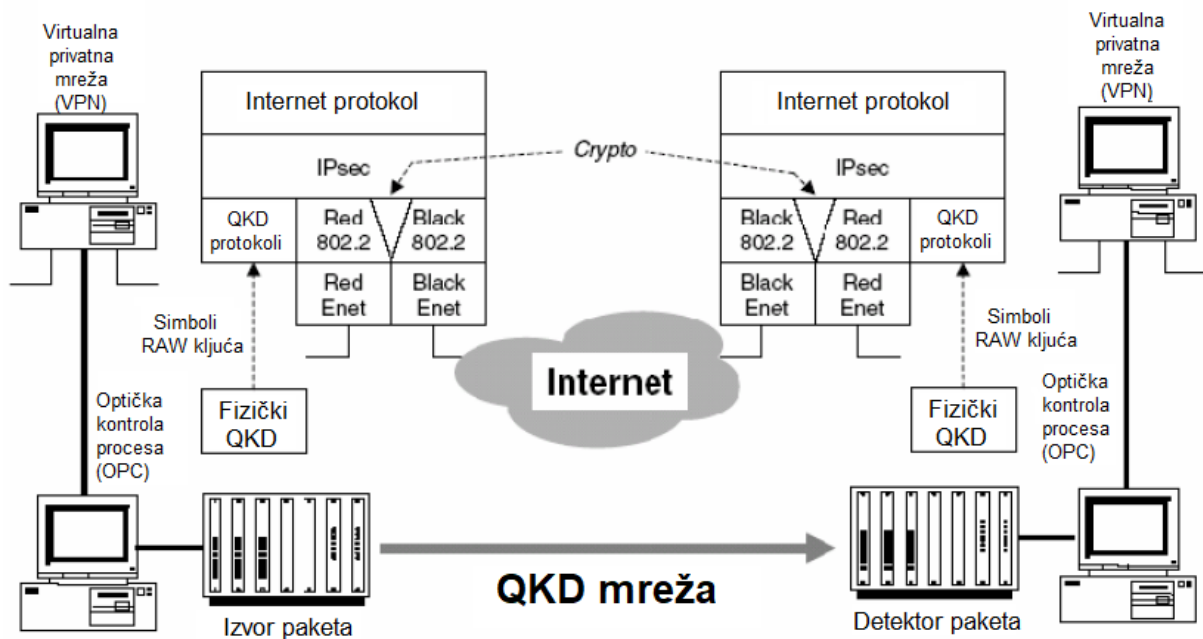 Virtualna
privatna
mreža
(VPN)
Internet protokol
IPsec
QKD
protokoli
Red
802.2
Black
802.2
Red
Enet
Black
Enet
Crypto
Internet protokol
IPsec
Black
802.2
Red
802.2
QKD
protokoli
Black
Enet
Red
Enet
Virtualna
privatna
mreža
(VPN)
Simboli
RAW kljuća
Fizički
QKD
Optička
kontrola
procesa
(OPC)
Internet
Simboli
RAW kljuća
Fizički
QKD
Optička
kontrola
procesa
(OPC)
QKD mreža
Izvor paketa
Detektor paketa